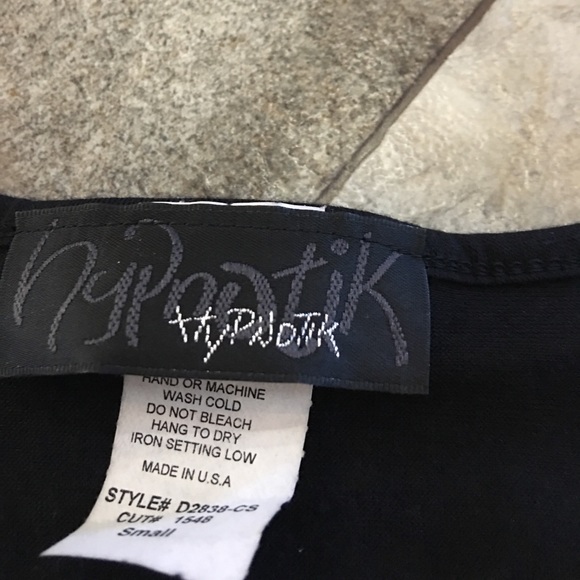 hyPnotik
HyPNOTIK
HAND OR MACHINE
WASH COLD
DO NOT BLEACH
HANG TO DRY
IRON SETTING LOW
MADE IN U.S.A
STYLE# D2838-CS
CUT# 1548
Small